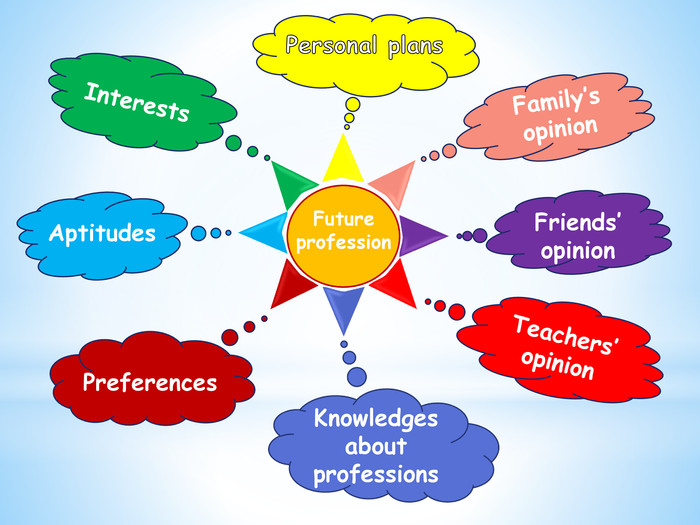 Personal plans
Interests
Family's
opinion
Aptitudes
Future
profession
Friends'
opinion
Teachers'
opinion
Preferences
Knowledges
about
professions